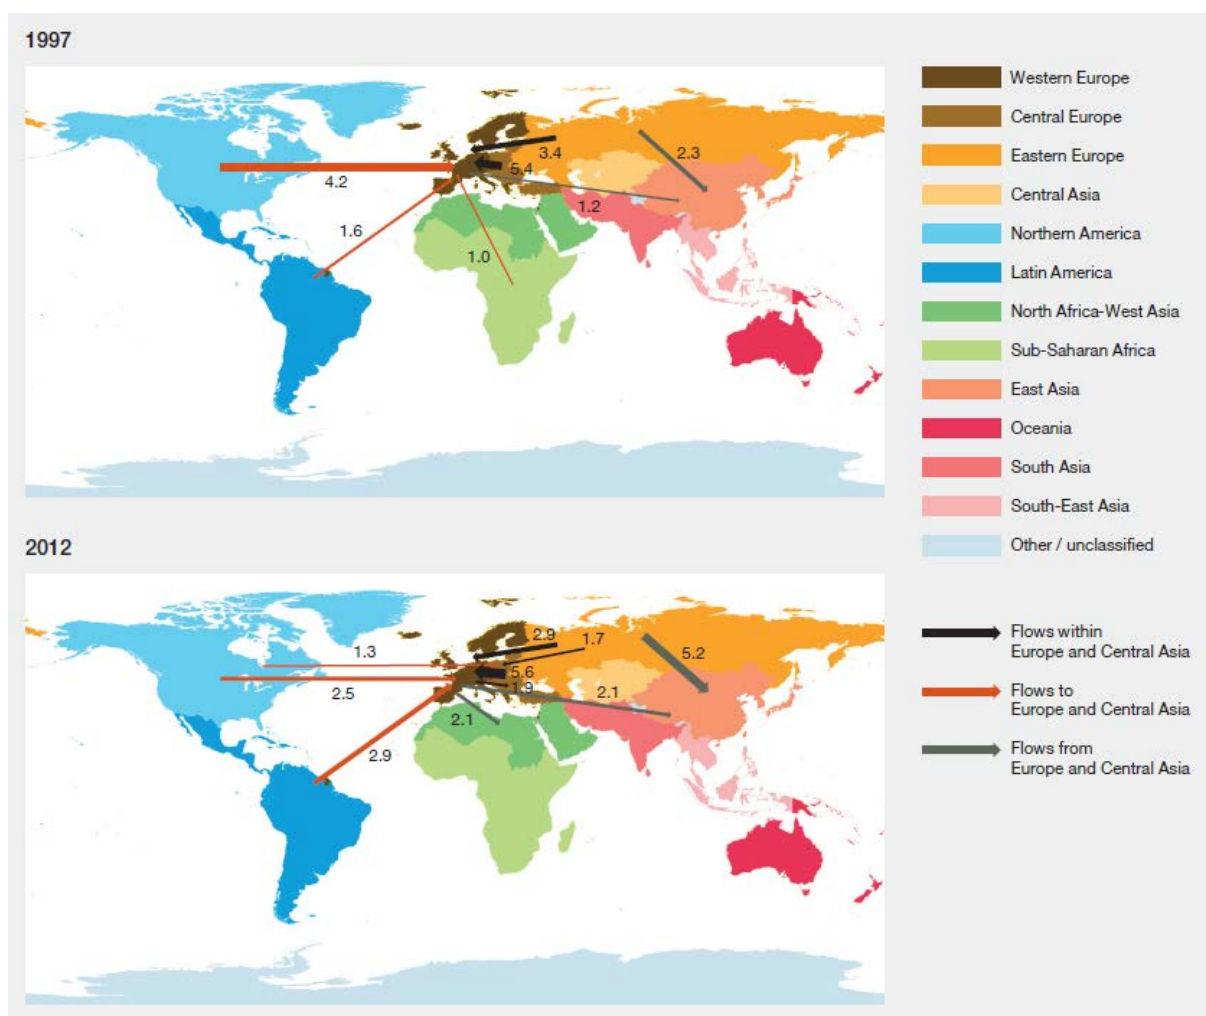 1997
3.4
2.3
5.4
4.2
1.2
1.6
1.0
Western Europe
Central Europe
Eastern Europe
Central Asia
Northern America
Latin America
North Africa-West Asia
Sub-Saharan Africa
East Asia
Oceania
South Asia
South-East Asia
Other / unclassified
2012
2.9
1.7
1.3
5.2
5.6
1.9
2.5
2.1
2.1
2.9
Flows within
Europe and Central Asia
Flows to
Europe and Central Asia
Flows from
Europe and Central Asia